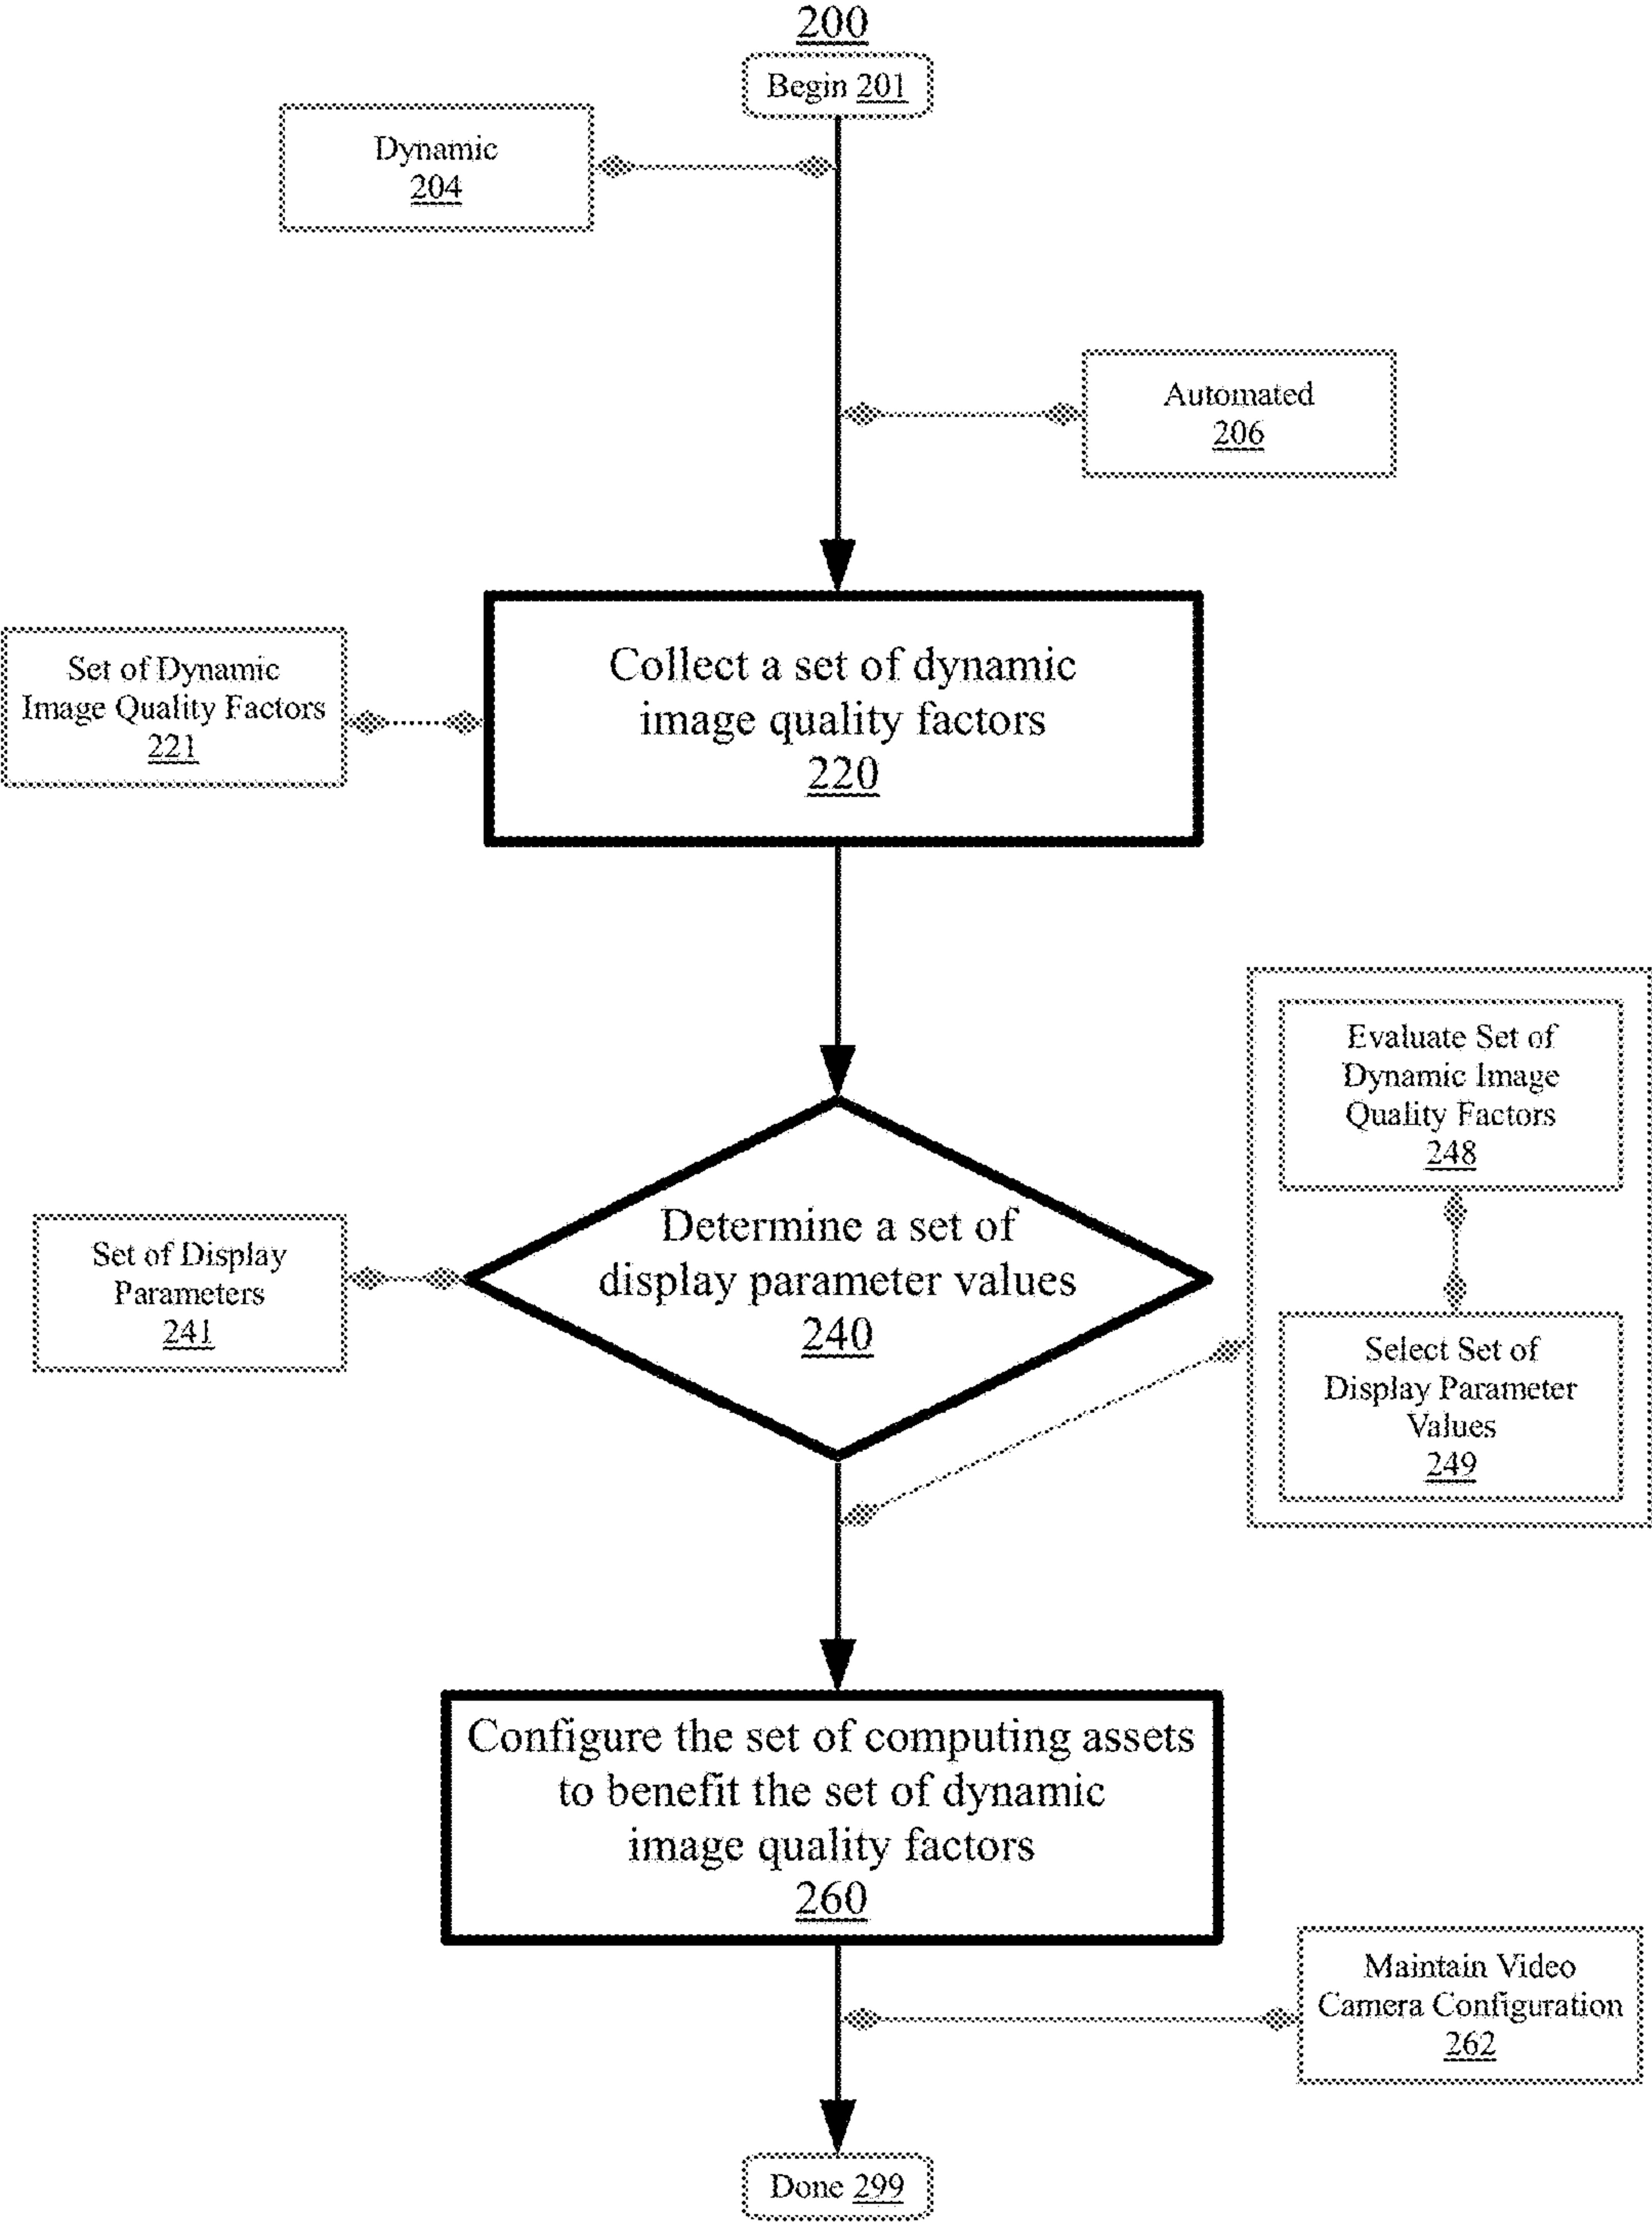 200
Begin 201
Dynamic
204
Automated
206
Set of Dynamic
Image Quality Factors
221
Collect a set of dynamic
image quality factors
220
Evaluate Set of
Dynamic Image
Quality Factors
248
Set of Display
Parameters
241
Determine a set of
display parameter values
240
Select Set of
Display Parameter
Values
249
Configure the set of computing assets
to benefit the set of dynamic
image quality factors
260
Maintain Video
Camera Configuration
262
Done 299